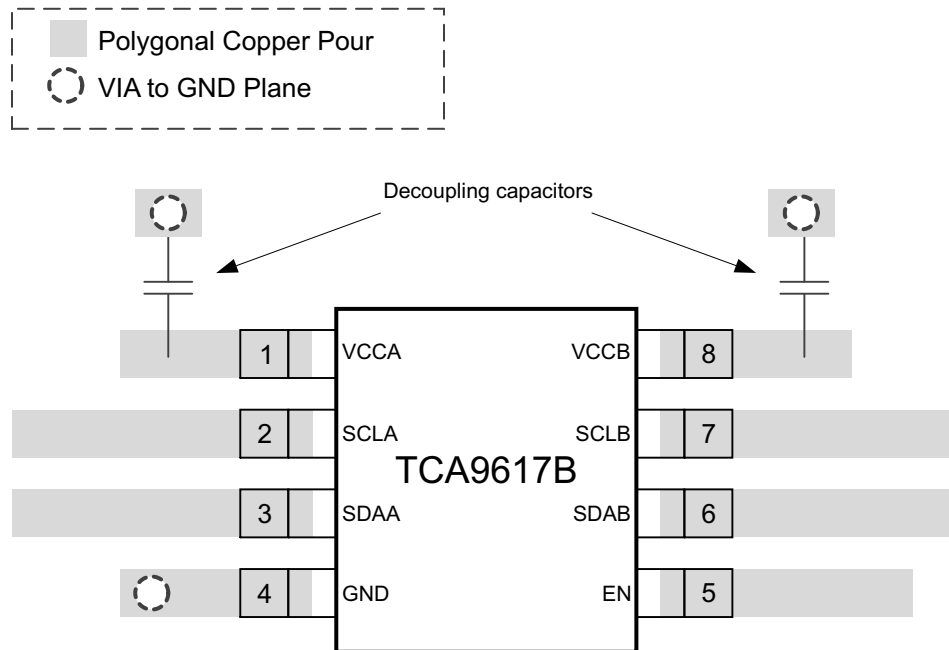 Polygonal Copper Pour
VIA to GND Plane
Decoupling capacitors
1 VCCA VCCB 8
2 SCLA SCLB 7
TCA9617B
3 SDAA SDAB 6
4 GND EN 5